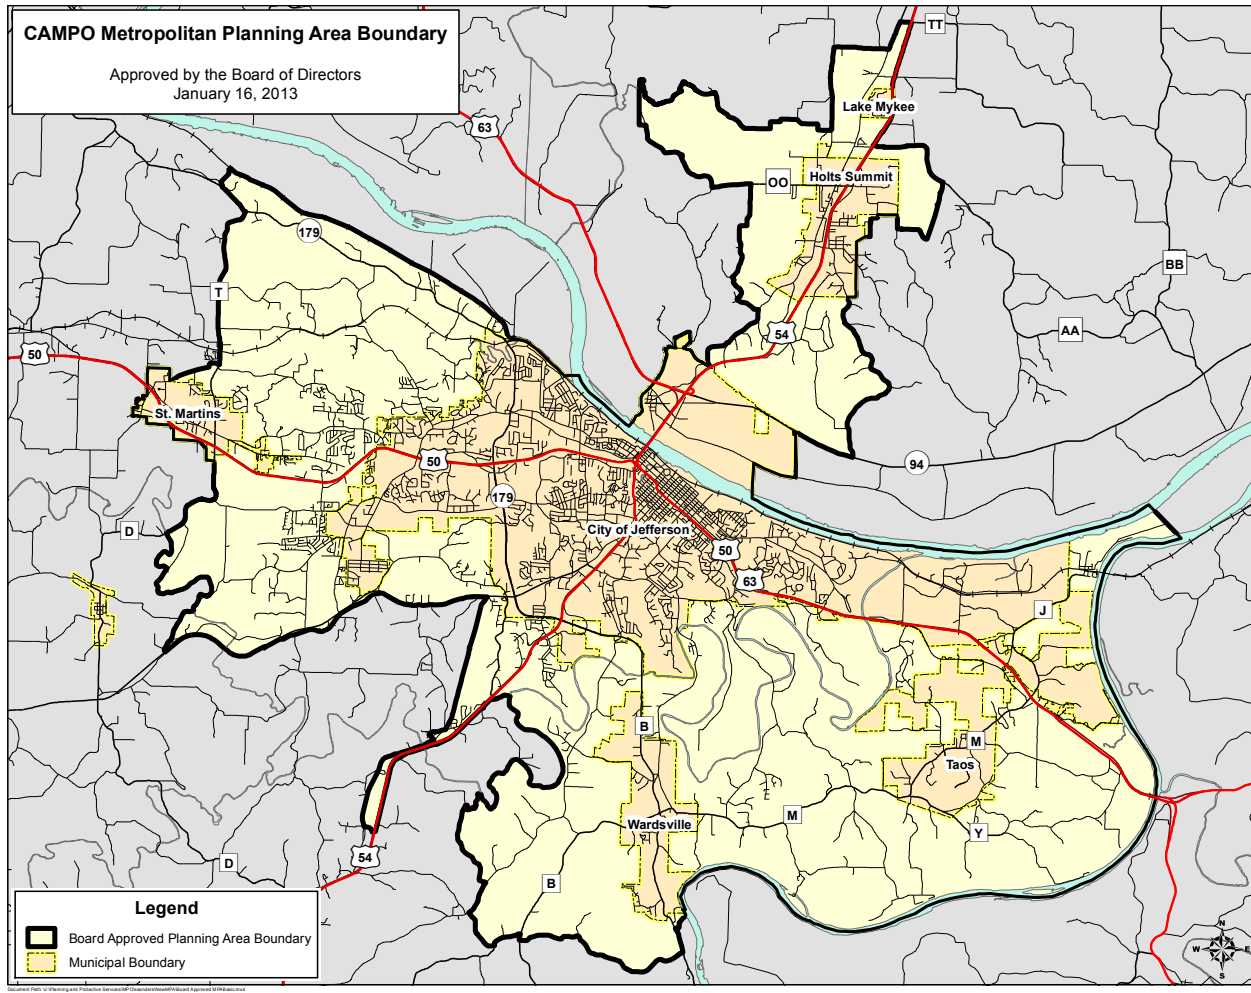 CAMPO Metropolitan Planning Area Boundary
Approved by the Board of Directors
January 16, 2013
TT
Lake Mykee
63
OO
Holts Summit
179
BB
T
AA
54
50
St. Martins
50
94
179
D
City of Jefferson
50
63
J
B
M
Taos
M
Wardsville
Y
54
D
B
Legend
Board Approved Planning Area Boundary
Municipal Boundary
N
W
E
S